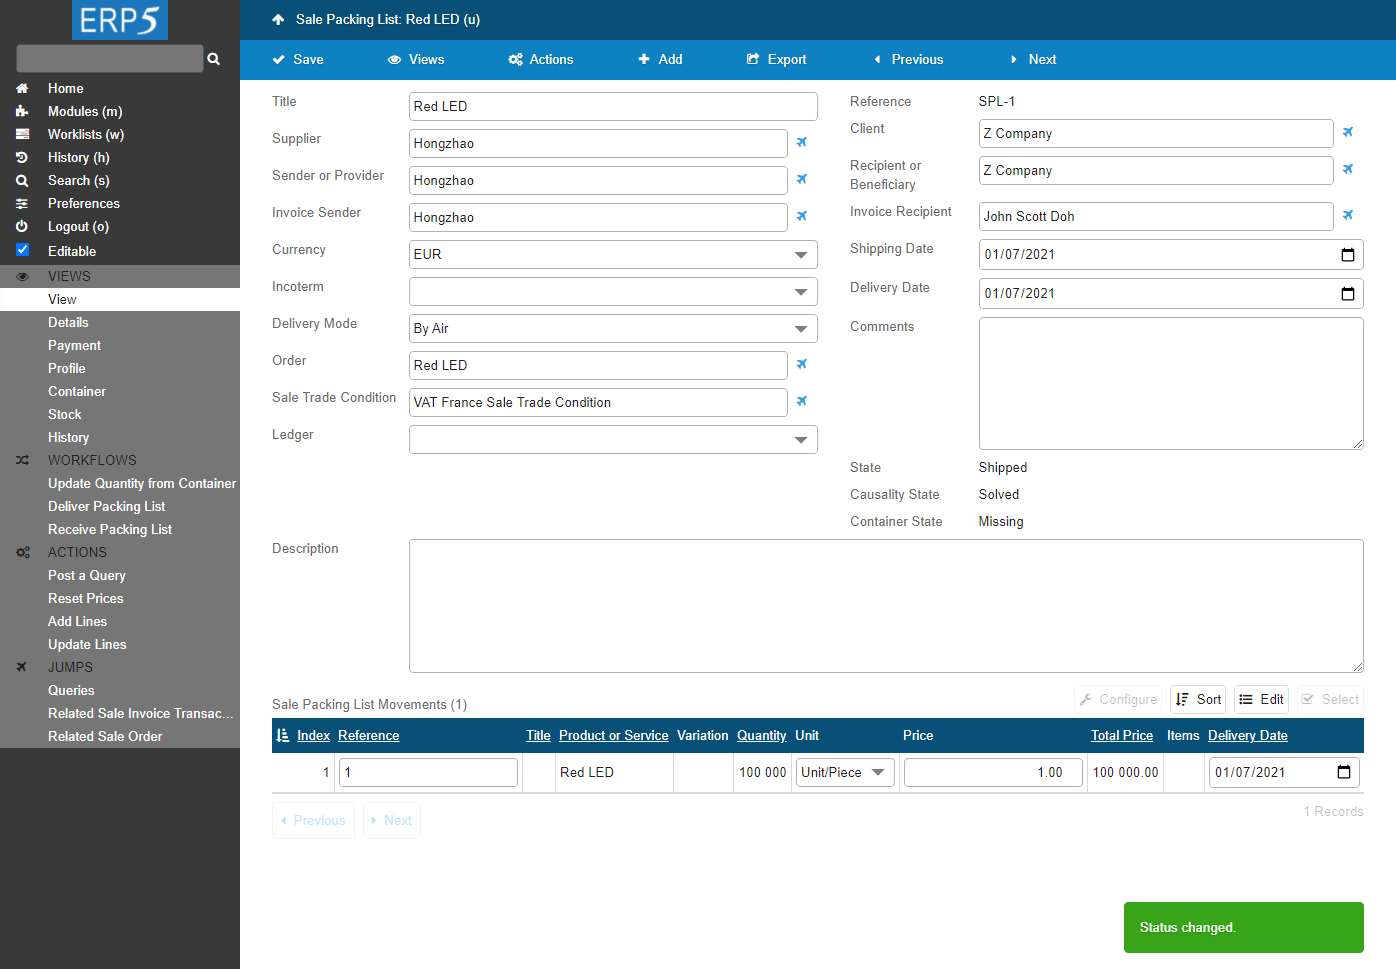 ERP5
Home
Modules (m)
Worklists (w)
History (h)
Search (s)
Preferences
Logout (o)
Editable
VIEWS
View
Details
Payment
Profile
Container
Stock
History
WORKFLOWS
Update Quantity from Container
Deliver Packing List
Receive Packing List
ACTIONS
Post a Query
Reset Prices
Add Lines
Update Lines
JUMPS
Queries
Related Sale Invoice Transac...
Related Sale Order
Sale Packing List: Red LED (u)
Save Views Actions Add Export Previous Next
Title Red LED
Supplier Hongzhao
Sender or Provider Hongzhao
Invoice Sender Hongzhao
Currency EUR
Incoterm
Delivery Mode By Air
Order Red LED
Sale Trade Condition VAT France Sale Trade Condition
Ledger
Reference SPL-1
Client Z Company
Recipient or
Beneficiary Z Company
Invoice Recipient John Scott Doh
Shipping Date 01/07/2021
Delivery Date 01/07/2021
Comments
State Shipped
Causality State Solved
Container State Missing
Description
Sale Packing List Movements (1) Configure Sort Edit Select
Index Reference Title Product or Service Variation Quantity Unit Price Total Price Items Delivery Date
1 1 Red LED 100 000 Unit/Piece 1.00 100 000.00 01/07/2021
Previous Next 1 Records
Status changed.